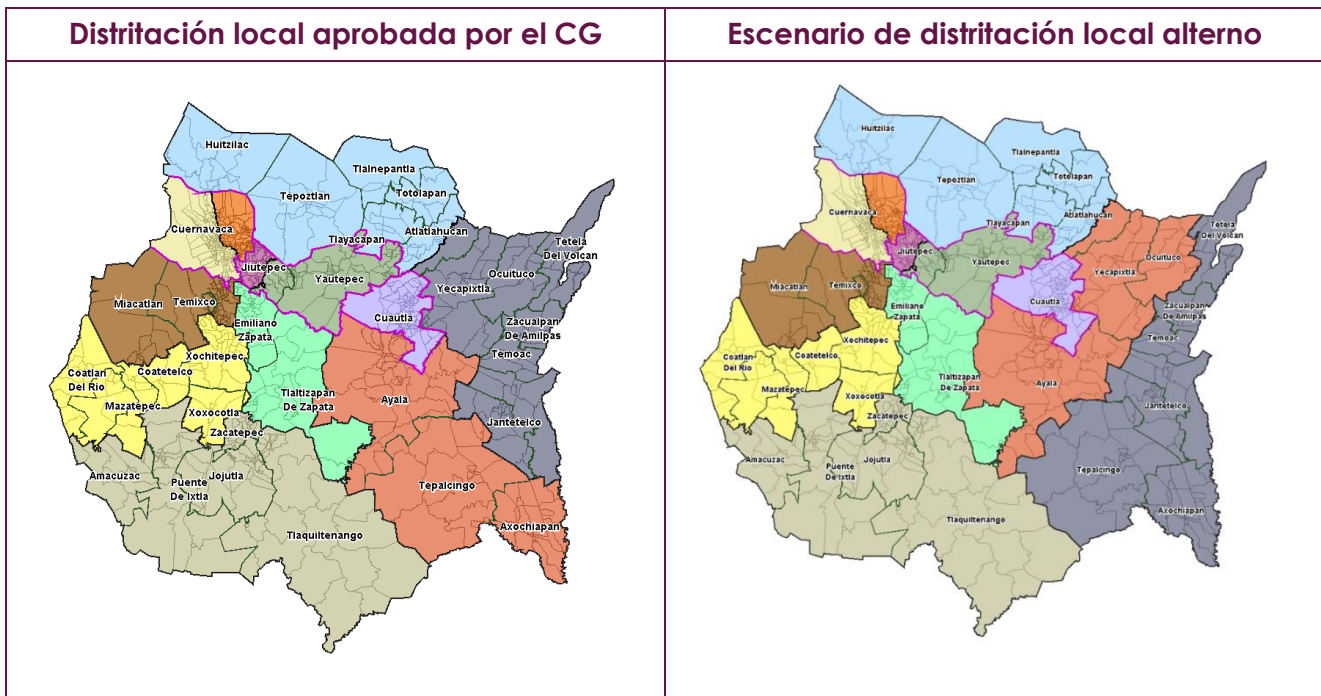 Distritación local aprobada por el CG
Escenario de distritación local alterno
Huitzilac
Tlalnepantla
Tepoztlan
Totolapan
Cuernavaca
Atlatlahucan
Tlayacapan
Tetela
Del Volcan
Jiutepec
Ocuituco
Yautepec
Yecapixtla
Miacatlan
Temixco
Cuautla
Emiliano
Zapata
Zacualpan
De Amilpas
Xochitepec
Temoac
Coatlan
Del Rio
Coatetelco
Tlaltizapan
De Zapata
Ayala
Mazatepec
Xoxocotla
Jantetelco
Zacatepec
Amacuzac
Puente
De Ixtla
Jojutla
Tepalcingo
Axochiapan
Tlaquiltenango
Huitzilac
Tlalnepantla
Totolapan
Tepoztlan
Cuernavaca
Atlatlahucan
Tlayacapan
Tetela
Del Volcan
Jiutepec
Yautepec
Ocuituco
Yecapixtla
Miacatlan
Temixco
Cuautla
Emiliano
Zapata
Zacualpan
De Amilpas
Xochitepec
Temoac
Coatlan
Del Rio
Coatetelco
Tlaltizapan
De Zapata
Ayala
Mazatepec
Xoxocotla
Zacatepec
Jantetelco
Amacuzac
Puente
De Ixtla
Jojutla
Tepalcingo
Axochiapan
Tlaquiltenango